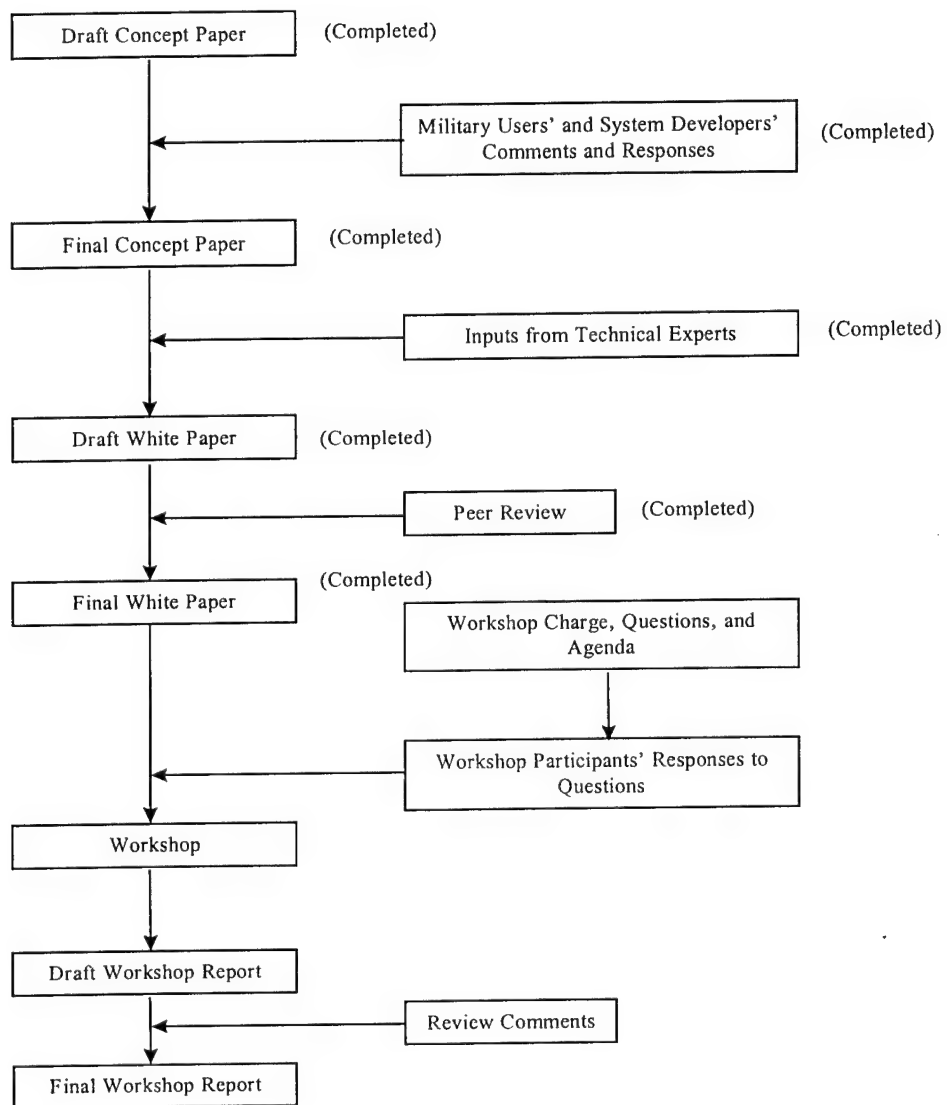 Draft Concept Paper (Completed)
Military Users' and System Developers'
Comments and Responses
(Completed)
Final Concept Paper (Completed)
Inputs from Technical Experts (Completed)
Draft White Paper (Completed)
Peer Review (Completed)
Final White Paper (Completed)
Workshop Charge, Questions, and
Agenda
Workshop Participants' Responses to
Questions
Workshop
Draft Workshop Report
Review Comments
Final Workshop Report